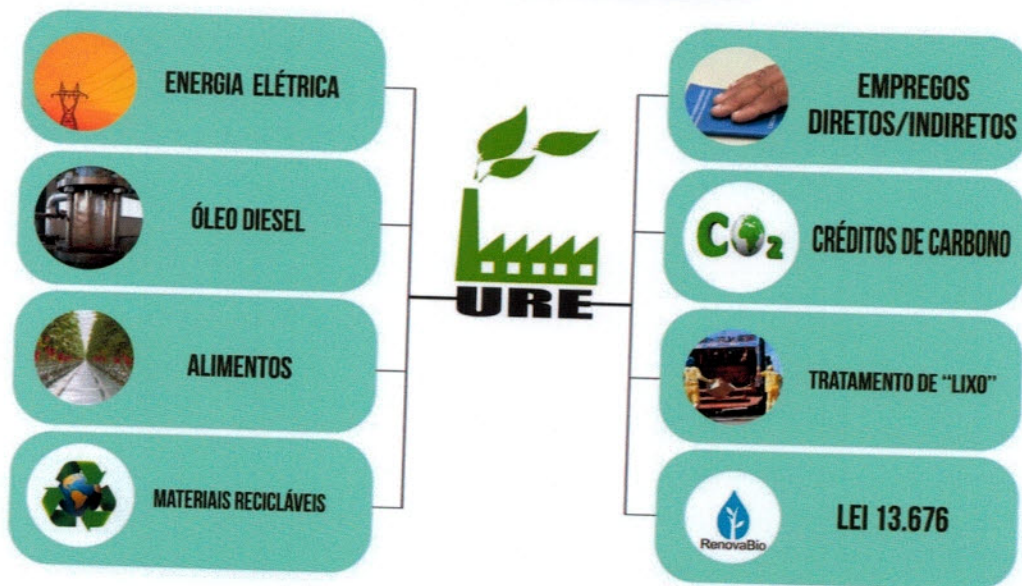 ENERGIA ELÉTRICA
ÓLEO DIESEL
ALIMENTOS
MATERIAIS RECICLÁVEIS
URE
EMPREGOS
DIRETOS/INDIRETOS
CO2
CRÉDITOS DE CARBONO
TRATAMENTO DE “LIXO”
RenovaBio
LEI 13.676